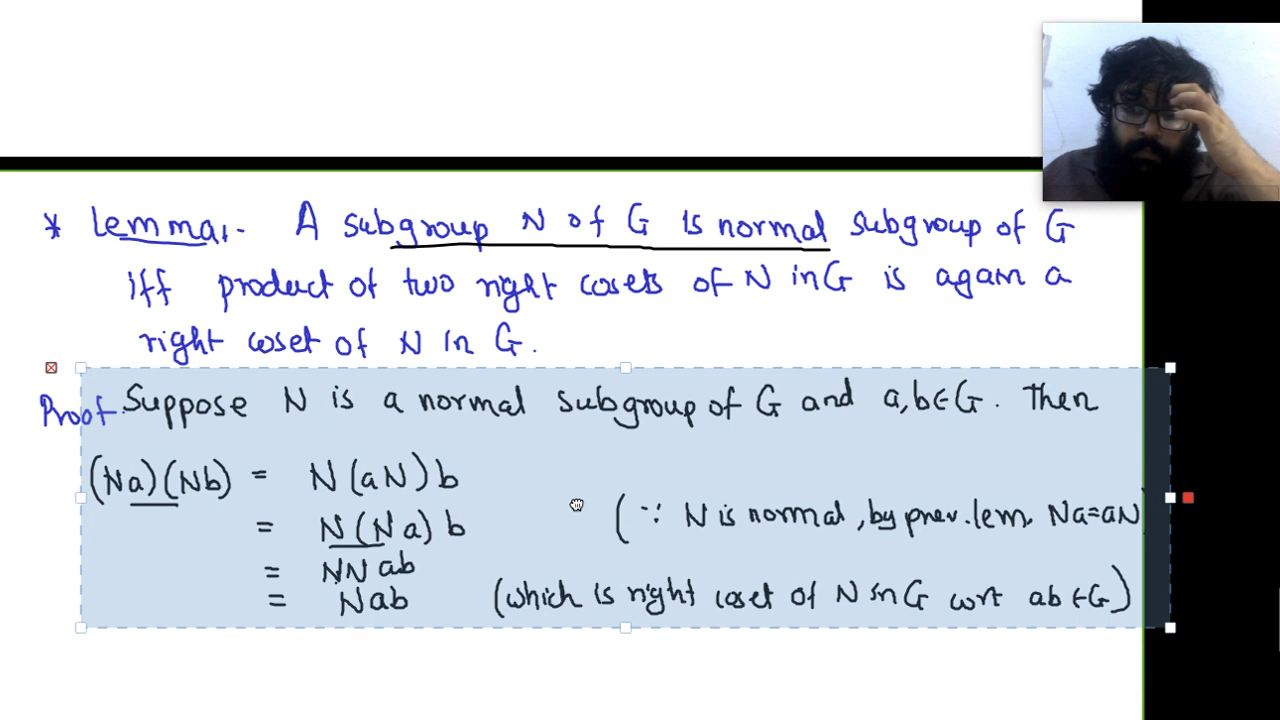 * Lemma:- A subgroup N of G is normal subgroup of G
iff product of two right cosets of N in G is again a
right coset of N in G.
Proof. Suppose N is a normal subgroup of G and a,b∈G. Then
(Na)(Nb) = N(aN)b
= N(Na)b (∵ N is normal, by prev. lem. Na=aN)
= NNab
= Nab (which is right coset of N in G wrt ab∈G)